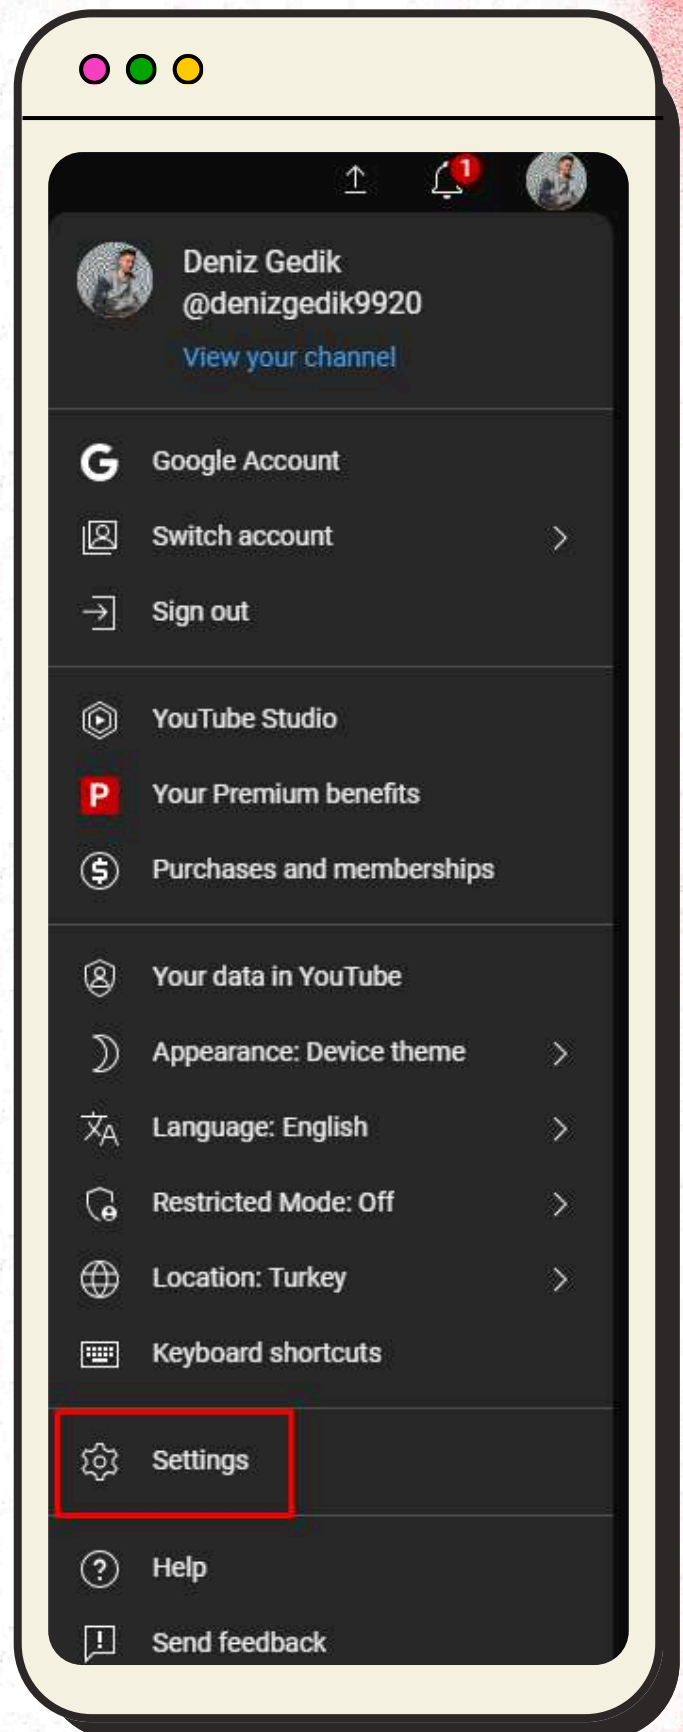 1
Deniz Gedik
@denizgedik9920
View your channel
G Google Account
Switch account
Sign out
YouTube Studio
P Your Premium benefits
$ Purchases and memberships
Your data in YouTube
Appearance: Device theme
文A Language: English
Restricted Mode: Off
Location: Turkey
Keyboard shortcuts
Settings
? Help
! Send feedback